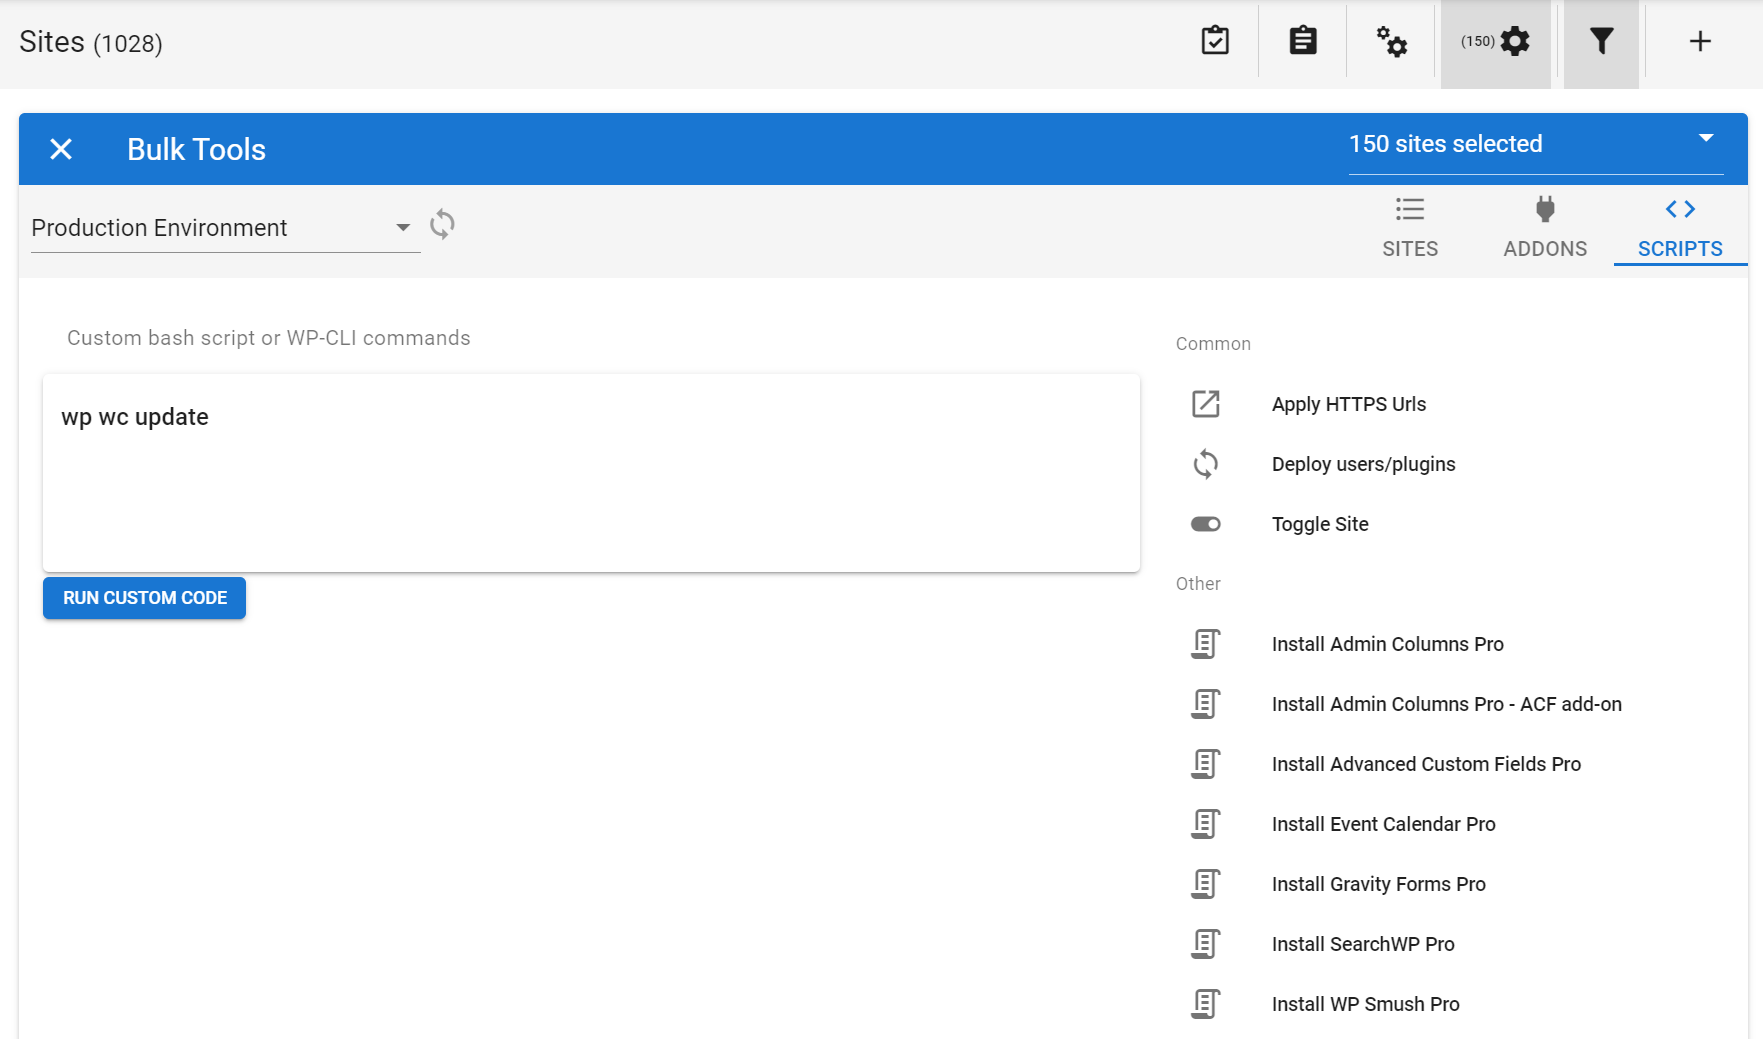 Sites (1028)
(150)
Bulk Tools
150 sites selected
Production Environment
SITES
ADDONS
SCRIPTS
Custom bash script or WP-CLI commands
wp wc update
RUN CUSTOM CODE
Common
Apply HTTPS Urls
Deploy users/plugins
Toggle Site
Other
Install Admin Columns Pro
Install Admin Columns Pro - ACF add-on
Install Advanced Custom Fields Pro
Install Event Calendar Pro
Install Gravity Forms Pro
Install SearchWP Pro
Install WP Smush Pro